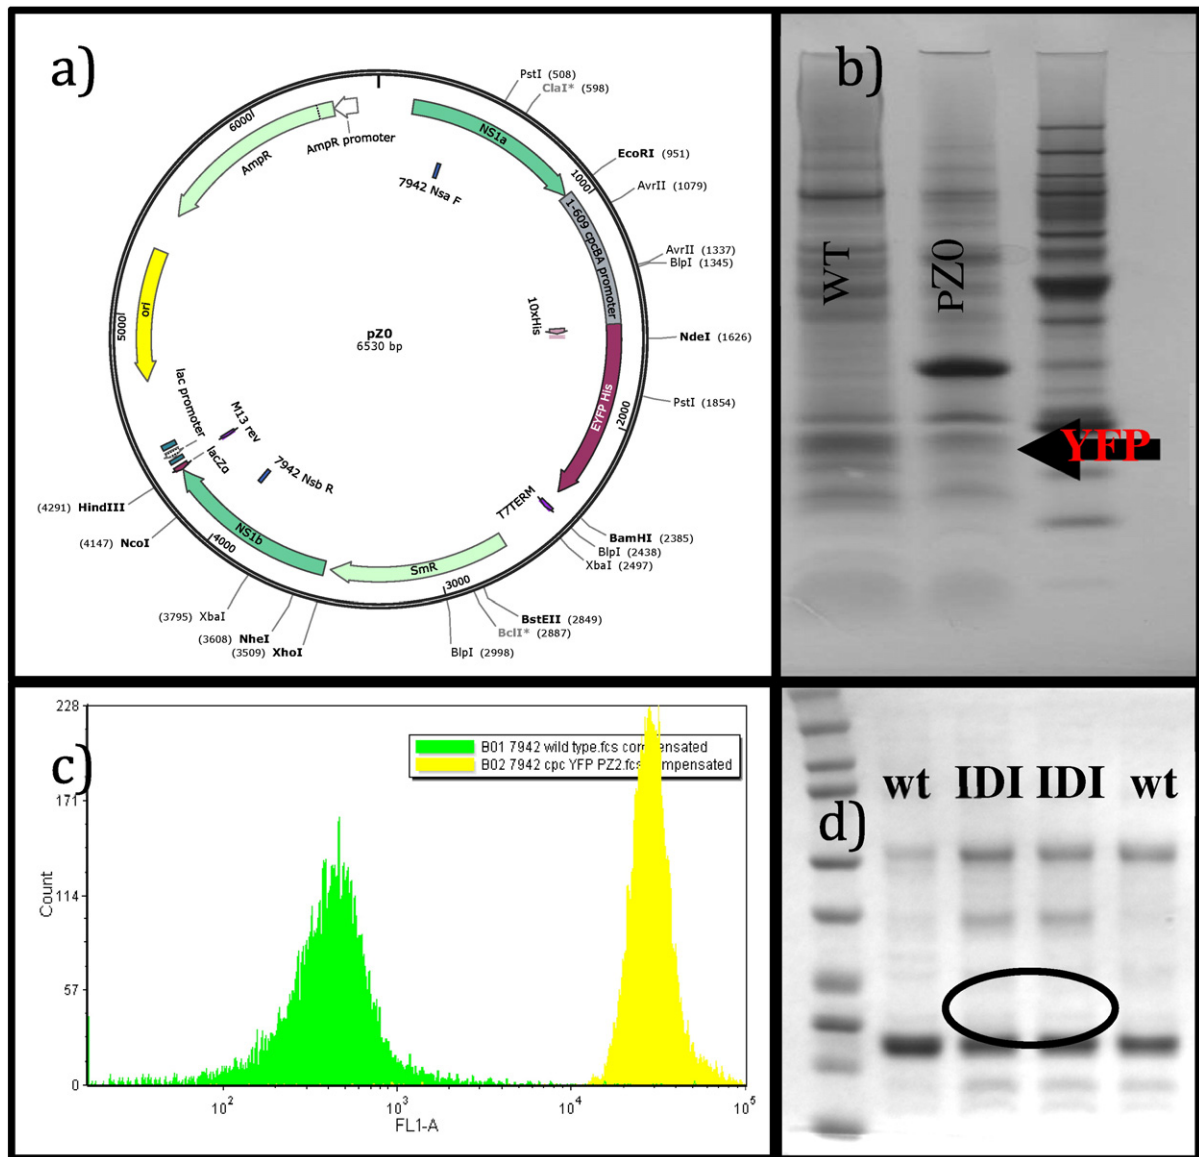 a)
PstI (508)
ClaI* (598)
EcoRI (951)
AvrII (1079)
AvrII (1337)
BlpI (1345)
NdeI (1626)
PstI (1854)
BamHI (2385)
BlpI (2438)
XbaI (2497)
BstEII (2849)
BclI* (2887)
BlpI (2998)
(3509) XhoI
(3608) NheI
(3795) XbaI
(4147) NcoI
(4291) HindIII
1000
2000
3000
4000
5000
6000
NS1a
1-609 cpcBA promoter
EYFP His
T7TERM
SmR
NS1b
lacZα
lac promoter
M13 rev
7942 Nsb R
ori
AmpR
AmpR promoter
7942 Nsa F
10xHis
pZ0
6530 bp
b)
WT
PZ0
YFP
c)
B01 7942 wild type.fcs compensated
B02 7942 cpc YFP PZ2.fcs compensated
228
171
114
57
0
Count
10²
10³
10⁴
10⁵
FL1-A
d)
wt IDI IDI wt